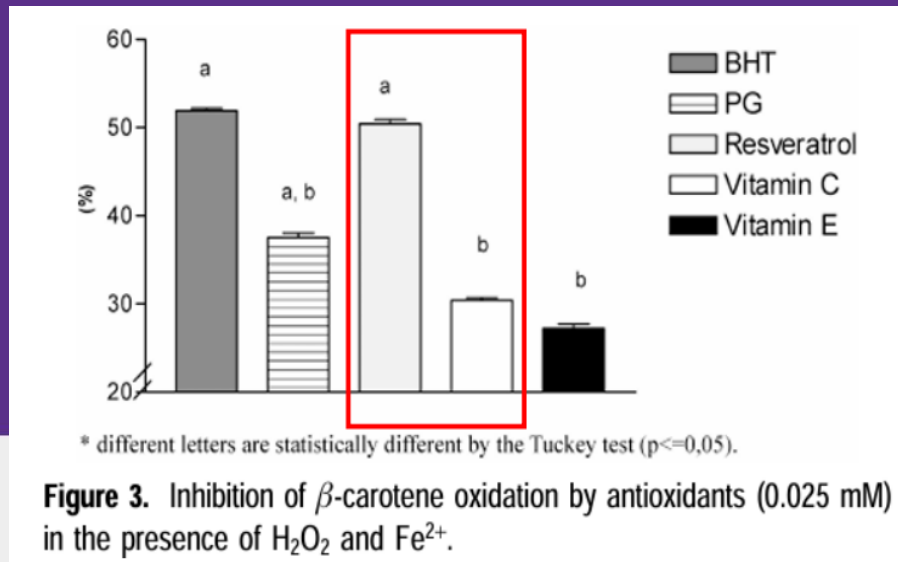 60
50
40
30
20
(%)
a
a, b
a
b
b
BHT
PG
Resveratrol
Vitamin C
Vitamin E
* different letters are statistically different by the Tuckey test (p<=0,05).
Figure 3. Inhibition of β-carotene oxidation by antioxidants (0.025 mM)
in the presence of H₂O₂ and Fe²⁺.